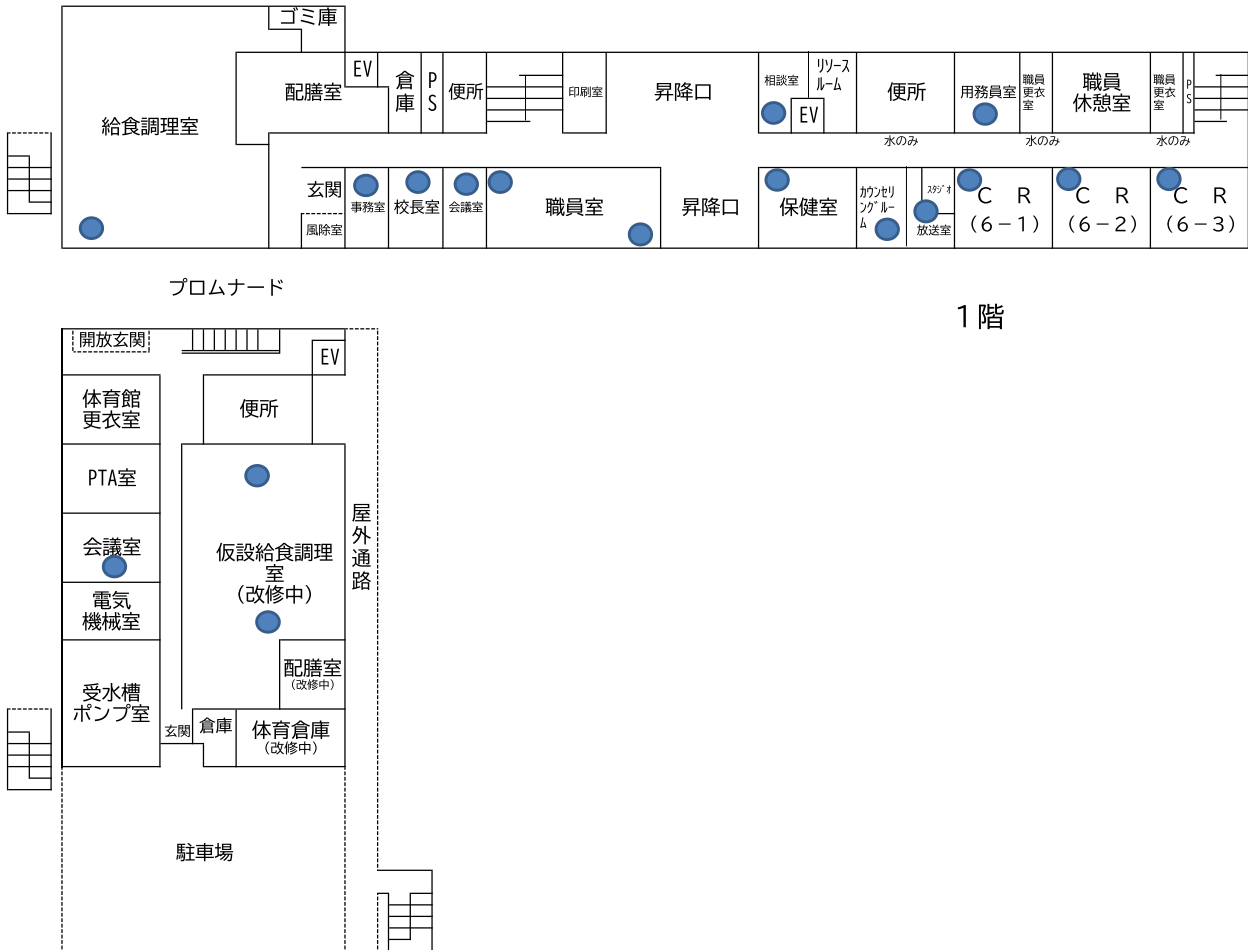 ゴミ庫
給食調理室
配膳室
EV
倉
庫
P
S
便所
印刷室
昇降口
相談室
リソース
ルーム
EV
便所
用務員室
職員
更衣
室
職員
休憩室
職員
更衣
室
P
S
水のみ
水のみ
水のみ
玄関
風除室
事務室
校長室
会議室
職員室
昇降口
保健室
カウンセリ
ングルー
ム
スタジオ
放送室
C R
(6-1)
C R
(6-2)
C R
(6-3)
プロムナード
1階
開放玄関
EV
体育館
更衣室
便所
PTA室
会議室
仮設給食調理
室
(改修中)
屋
外
通
路
電気
機械室
配膳室
(改修中)
受水槽
ポンプ室
玄関
倉庫
体育倉庫
(改修中)
駐車場